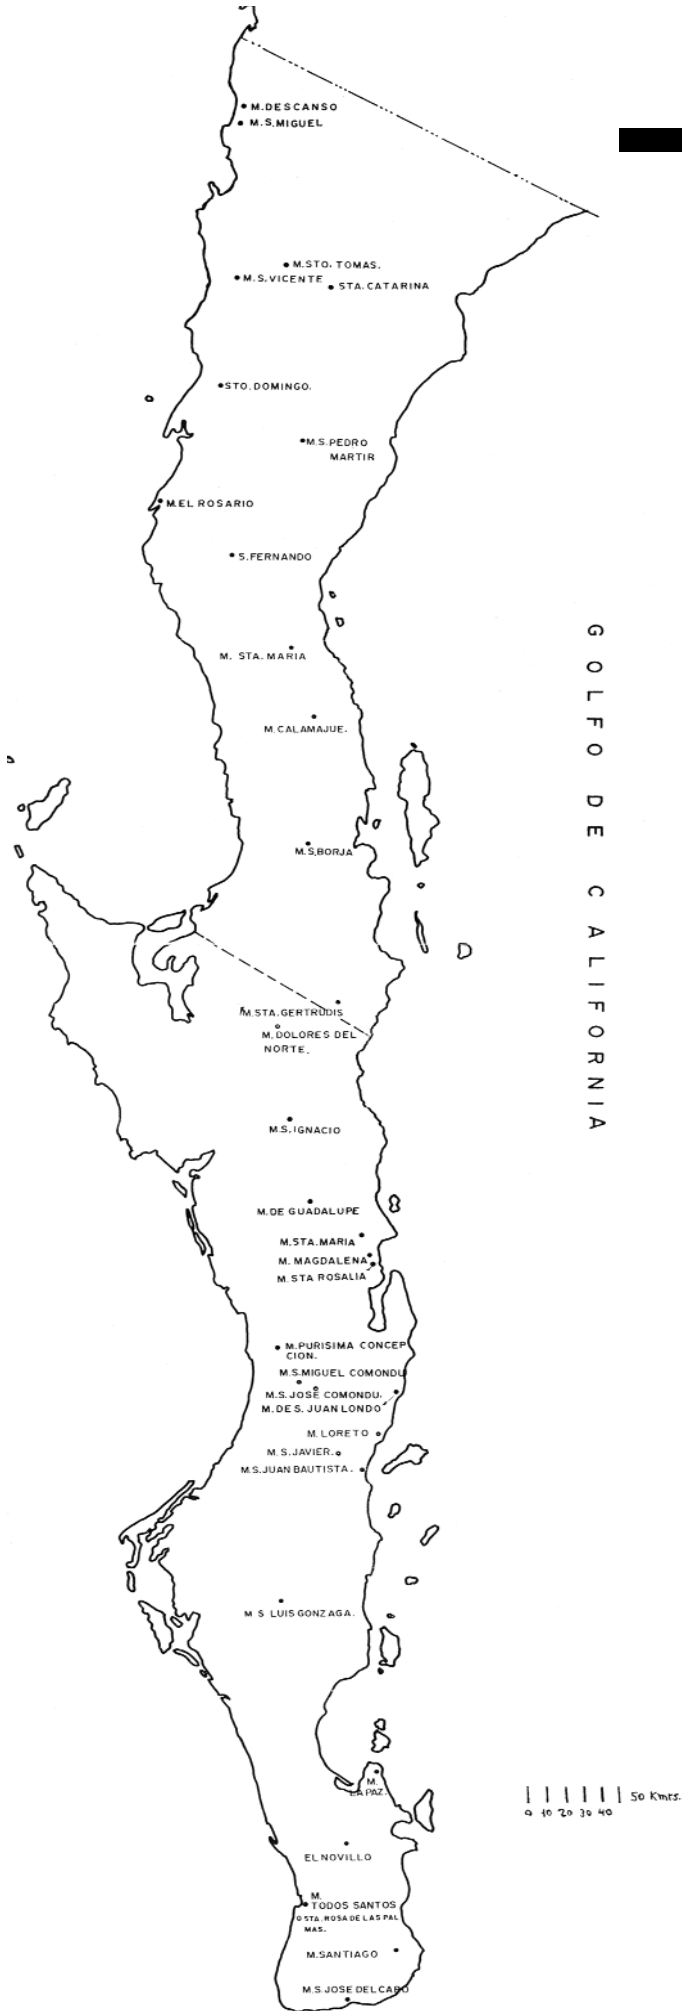 M. DESCANSO
M.S. MIGUEL
M. STO. TOMAS.
M.S. VICENTE
STA. CATARINA
STO. DOMINGO.
M.S. PEDRO
MARTIR
M. EL ROSARIO
S. FERNANDO
GOLFO DE CALIFORNIA
M. STA. MARIA
M. CALAMAJUE.
M.S. BORJA
M. STA. GERTRUDIS
M. DOLORES DEL
NORTE.
M.S. IGNACIO
M. DE GUADALUPE
M. STA. MARIA
M. MAGDALENA
M. STA ROSALIA
M. PURISIMA CONCEP
CION.
M.S. MIGUEL COMONDU
M.S. JOSE COMONDU.
M. DE S. JUAN LONDO
M. LORETO
M.S. JAVIER.
M.S. JUAN BAUTISTA.
M S LUIS GONZAGA.
M.
LA PAZ.
50 Kmts.
0 10 20 30 40
EL NOVILLO
M.
TODOS SANTOS
O STA. ROSA DE LAS PAL
MAS.
M. SANTIAGO
M.S. JOSE DEL CABO